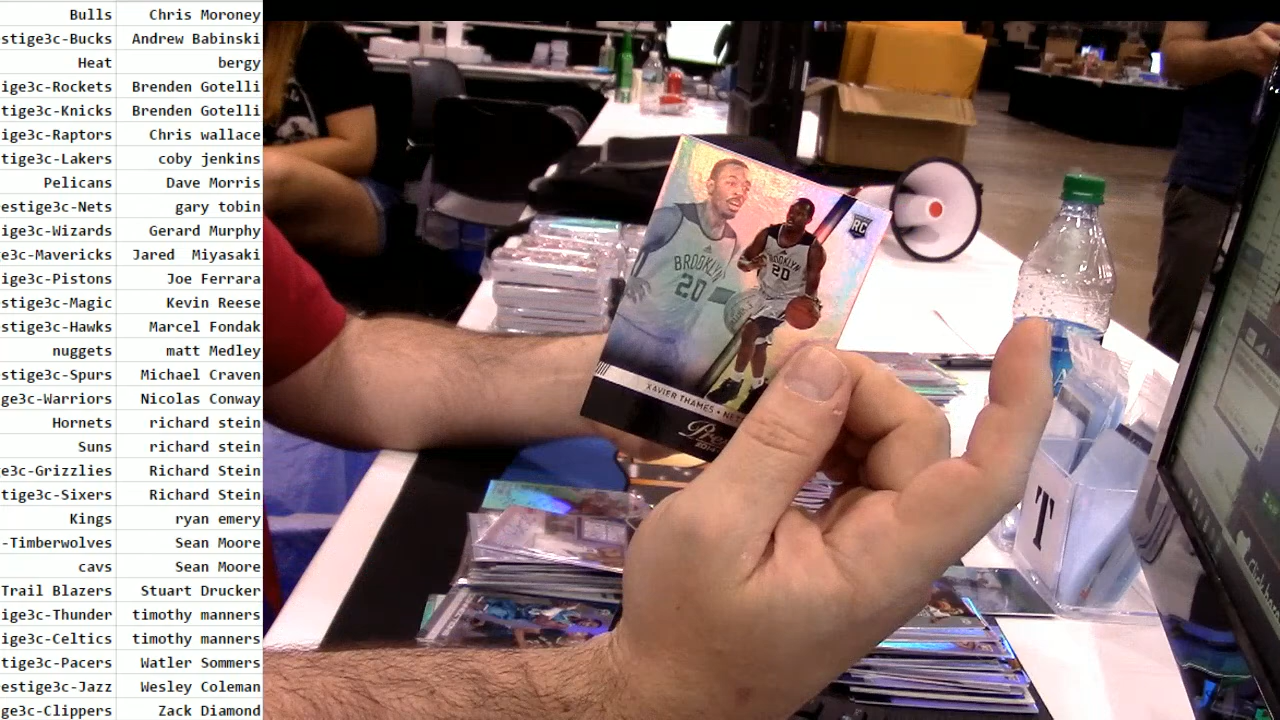 Bulls Chris Moroney
stige3c-Bucks Andrew Babinski
Heat bergy
ige3c-Rockets Brenden Gotelli
tige3c-Knicks Brenden Gotelli
ige3c-Raptors Chris wallace
tige3c-Lakers coby jenkins
Pelicans Dave Morris
estige3c-Nets gary tobin
ige3c-Wizards Gerard Murphy
e3c-Mavericks Jared Miyasaki
ige3c-Pistons Joe Ferrara
stige3c-Magic Kevin Reese
stige3c-Hawks Marcel Fondak
nuggets matt Medley
stige3c-Spurs Michael Craven
ge3c-Warriors Nicolas Conway
Hornets richard stein
Suns richard stein
e3c-Grizzlies Richard Stein
tige3c-Sixers Richard Stein
Kings ryan emery
-Timberwolves Sean Moore
cavs Sean Moore
Trail Blazers Stuart Drucker
ige3c-Thunder timothy manners
ige3c-Celtics timothy manners
tige3c-Pacers Watler Sommers
estige3c-Jazz Wesley Coleman
ge3c-Clippers Zack Diamond
RC
BROOKLYN
20
BROOKLYN
20
XAVIER THAMES • NE
Pre
T